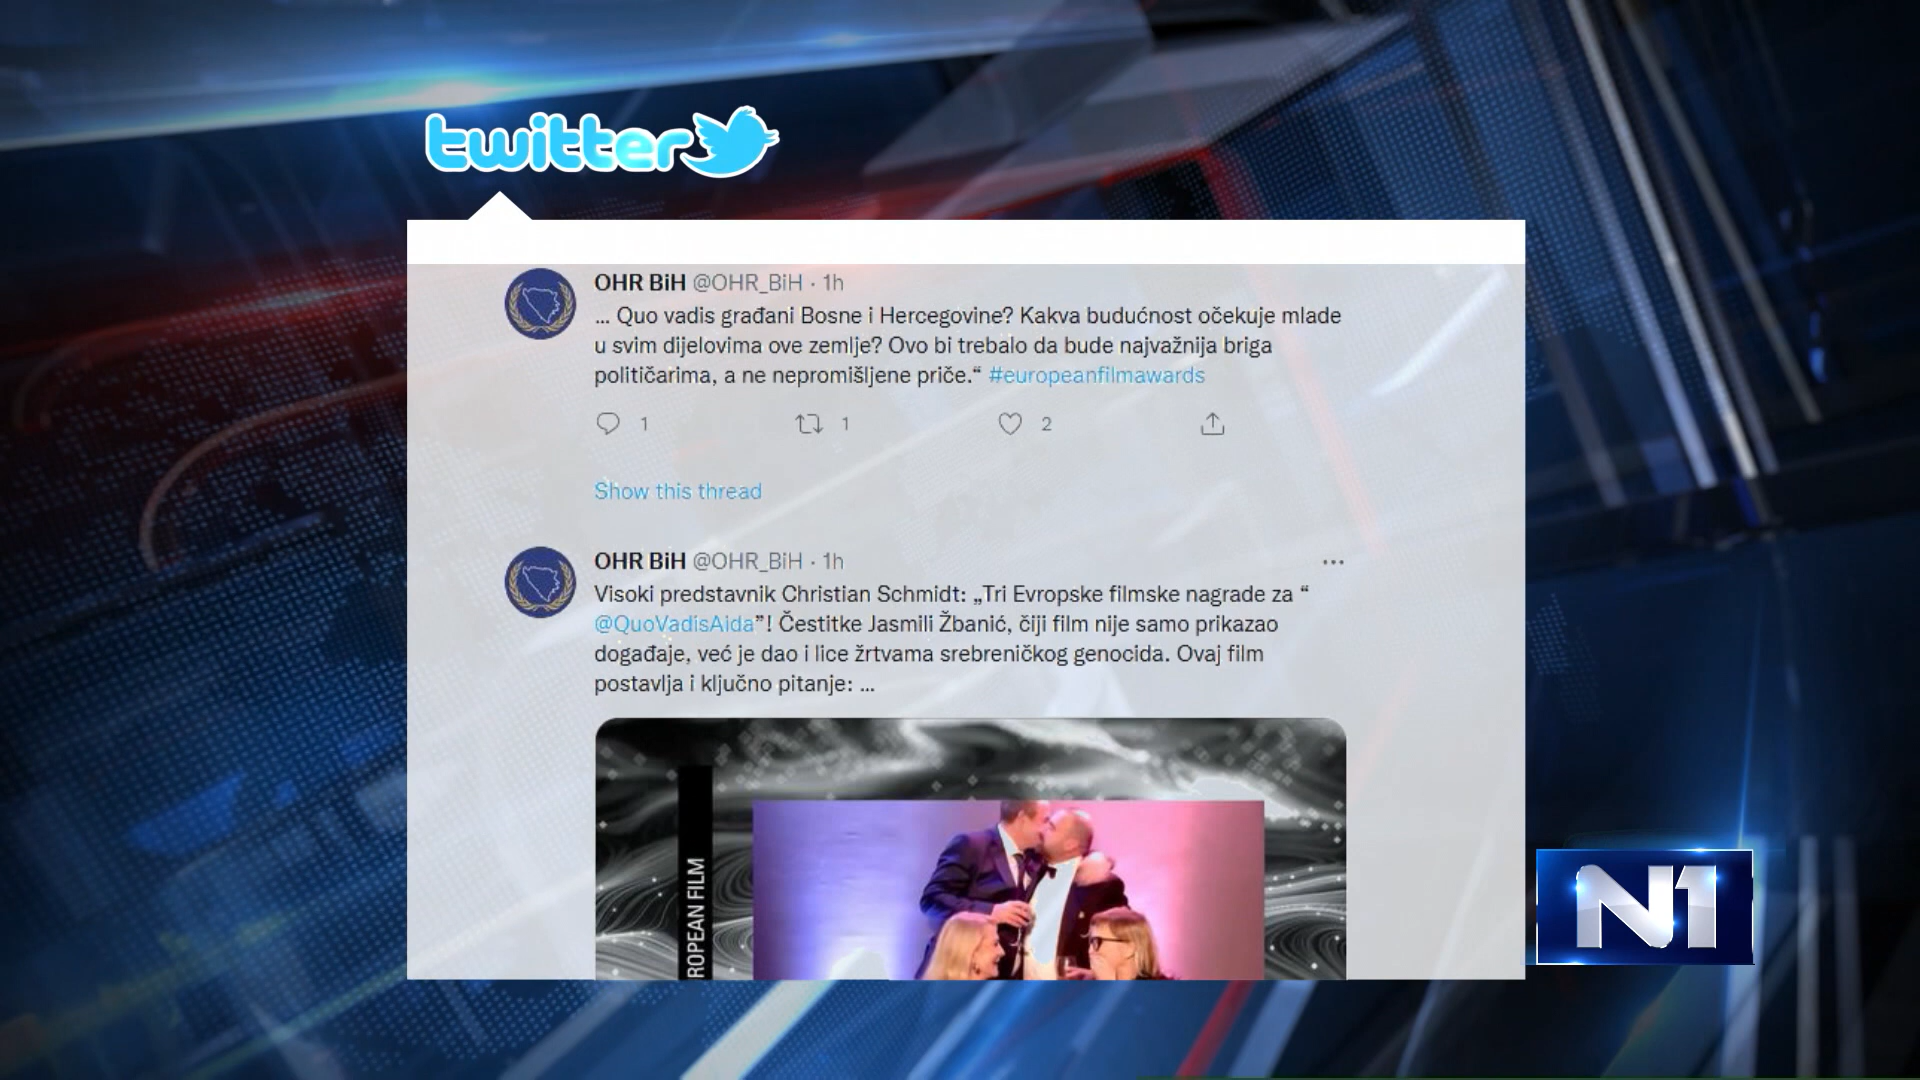 twitter
OHR BiH @OHR_BiH · 1h
... Quo vadis građani Bosne i Hercegovine? Kakva budućnost očekuje mlade
u svim dijelovima ove zemlje? Ovo bi trebalo da bude najvažnija briga
političarima, a ne nepromišljene priče.“ #europeanfilmawards
1 1 2
Show this thread
OHR BiH @OHR_BiH · 1h
Visoki predstavnik Christian Schmidt: „Tri Evropske filmske nagrade za “
@QuoVadisAida”! Čestitke Jasmili Žbanić, čiji film nije samo prikazao
događaje, već je dao i lice žrtvama srebreničkog genocida. Ovaj film
postavlja i ključno pitanje: ...
ROPEAN FILM
N1